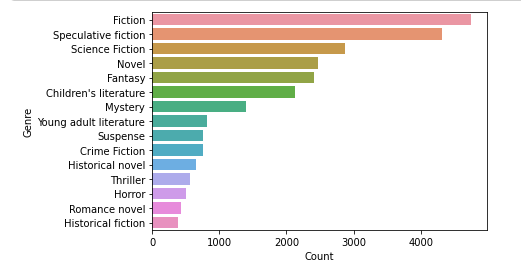 Fiction
Speculative fiction
Science Fiction
Novel
Fantasy
Children's literature
Mystery
Young adult literature
Suspense
Crime Fiction
Historical novel
Thriller
Horror
Romance novel
Historical fiction
Genre
0 1000 2000 3000 4000
Count